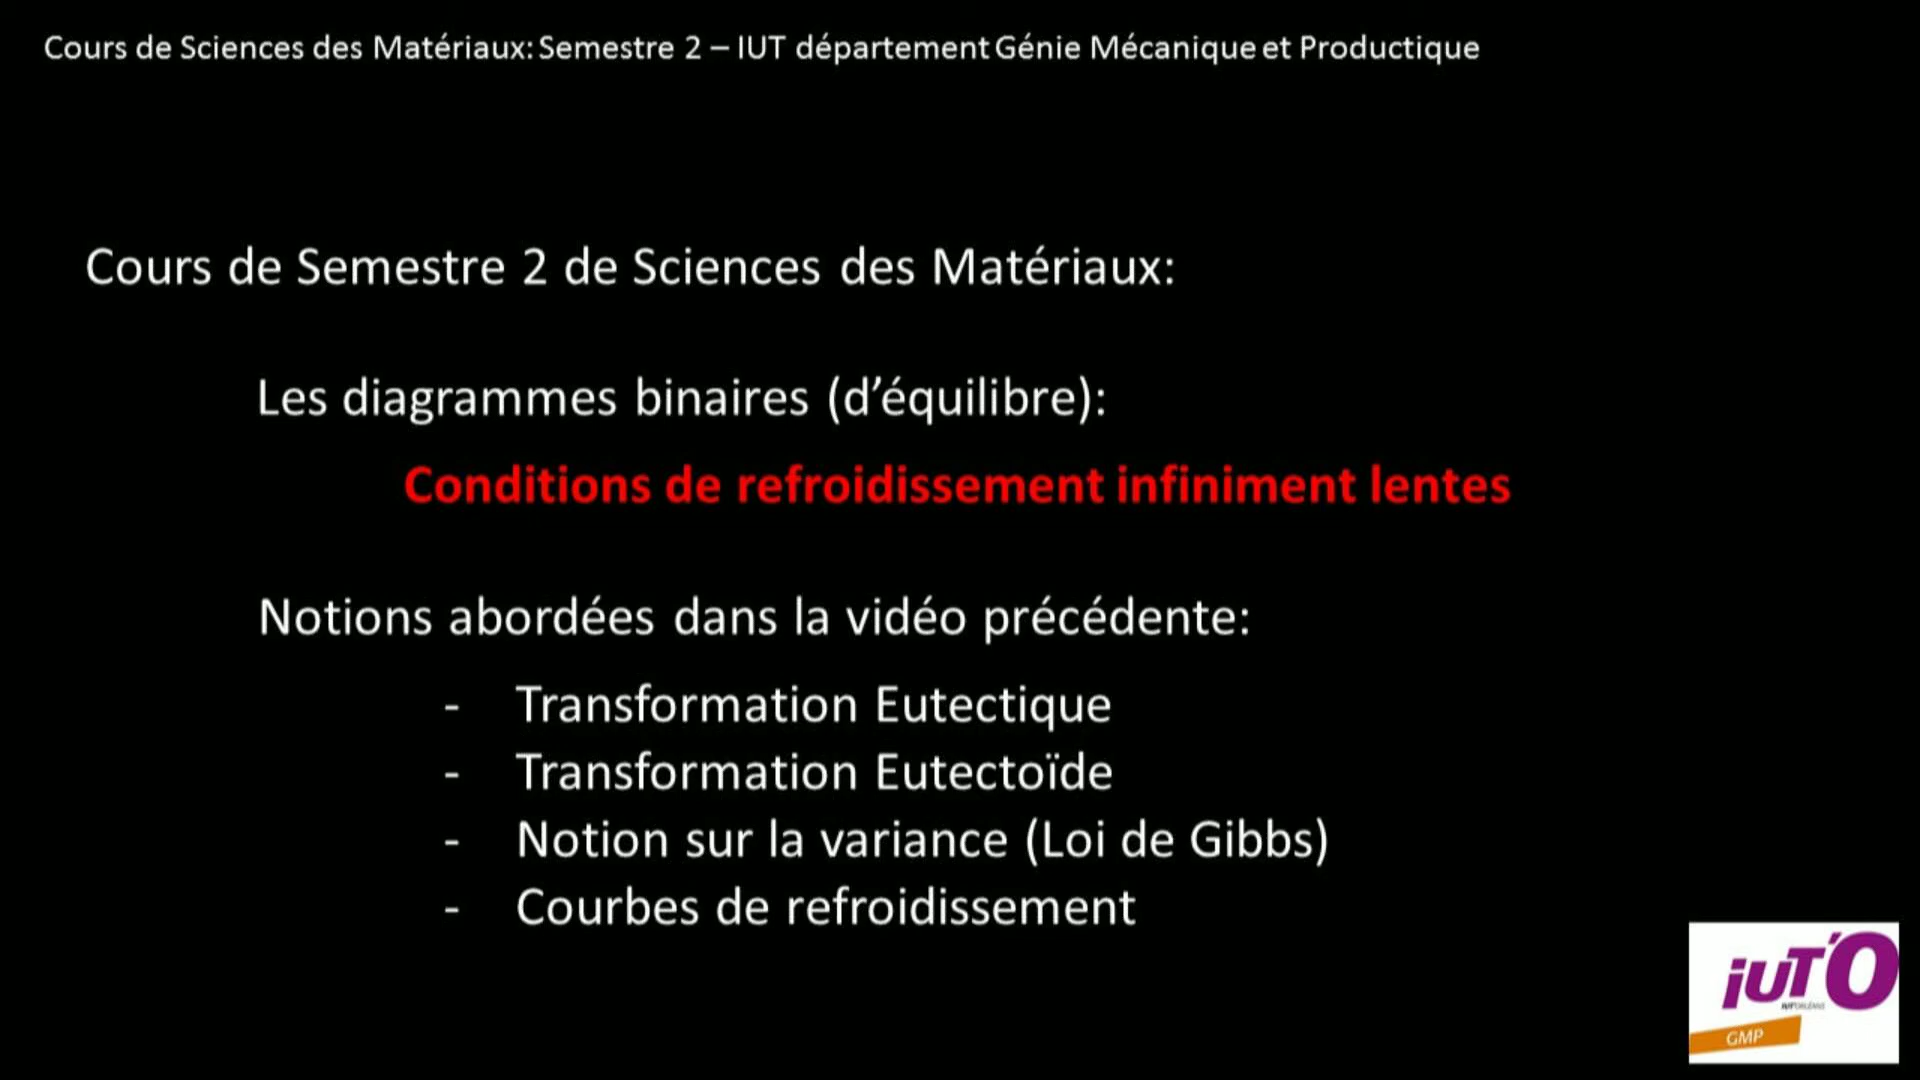 Cours de Sciences des Matériaux: Semestre 2 – IUT département Génie Mécanique et Productique
Cours de Semestre 2 de Sciences des Matériaux:
Les diagrammes binaires (d’équilibre):
Conditions de refroidissement infiniment lentes
Notions abordées dans la vidéo précédente:
- Transformation Eutectique
- Transformation Eutectoïde
- Notion sur la variance (Loi de Gibbs)
- Courbes de refroidissement
iUT'O
IUT ORLÉANS
GMP